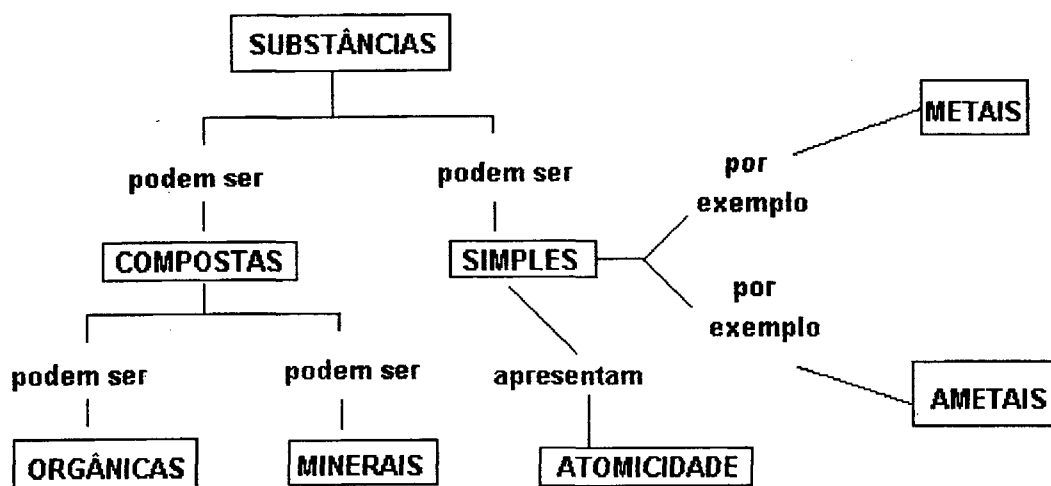 SUBSTÂNCIAS
METAIS
podem ser
podem ser
por
exemplo
COMPOSTAS
SIMPLES
por
exemplo
podem ser
podem ser
apresentam
AMETAIS
ORGÂNICAS
MINERAIS
ATOMICIDADE